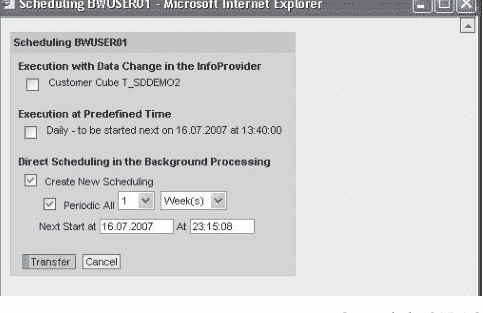 Scheduling BWUSER01 - Microsoft Internet Explorer
Scheduling BWUSER01
Execution with Data Change in the InfoProvider
Customer Cube T_SDDEMO2
Execution at Predefined Time
Daily - to be started next on 16.07.2007 at 13:40:00
Direct Scheduling in the Background Processing
Create New Scheduling
Periodic All 1 Week(s)
Next Start at 16.07.2007 At 23:15:08
Transfer Cancel